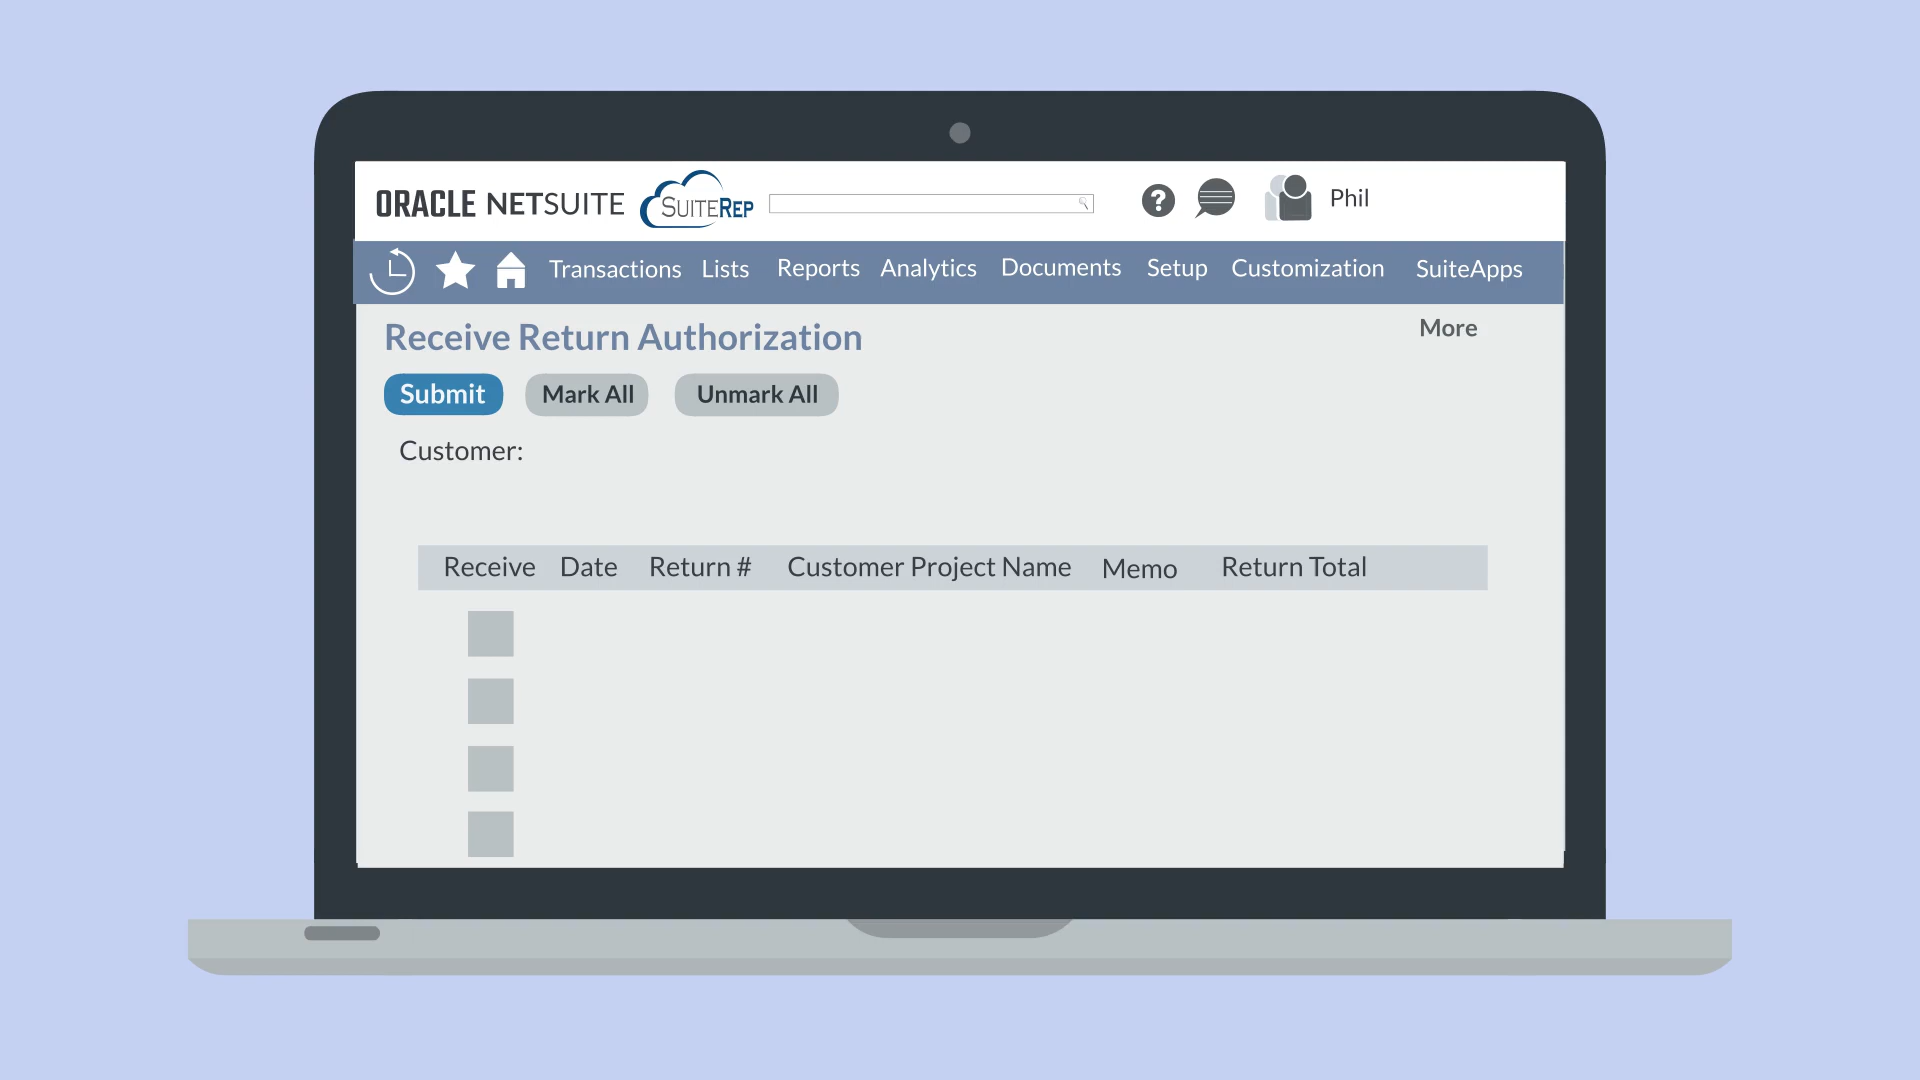 ORACLE NETSUITE SUITEREP ? Phil
Transactions Lists Reports Analytics Documents Setup Customization SuiteApps
Receive Return Authorization More
Submit Mark All Unmark All
Customer:
Receive Date Return # Customer Project Name Memo Return Total